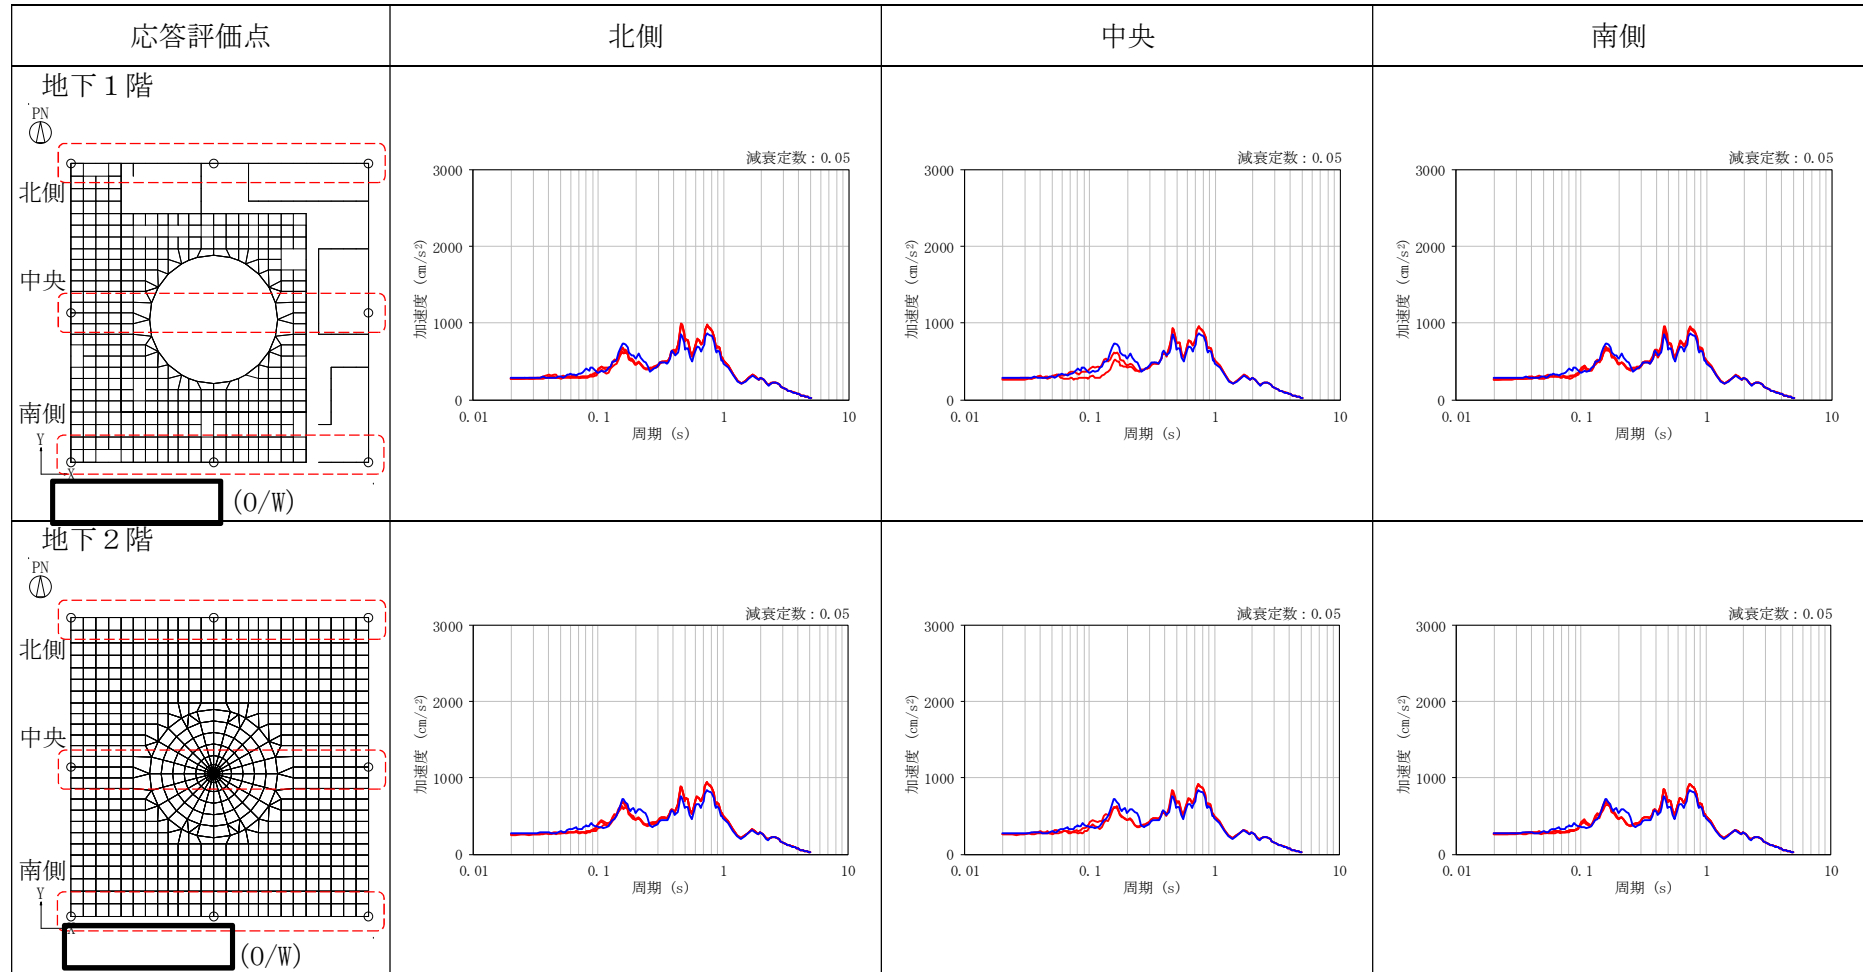 応答評価点
北側
中央
南側
地下１階
PN
北側
中央
南側
Y
X
(O/W)
減衰定数：0.05
3000
2000
1000
0
加速度 (cm/s²)
0.01
0.1
1
10
周期 (s)
減衰定数：0.05
3000
2000
1000
0
加速度 (cm/s²)
0.01
0.1
1
10
周期 (s)
減衰定数：0.05
3000
2000
1000
0
加速度 (cm/s²)
0.01
0.1
1
10
周期 (s)
地下２階
PN
北側
中央
南側
Y
X
(O/W)
減衰定数：0.05
3000
2000
1000
0
加速度 (cm/s²)
0.01
0.1
1
10
周期 (s)
減衰定数：0.05
3000
2000
1000
0
加速度 (cm/s²)
0.01
0.1
1
10
周期 (s)
減衰定数：0.05
3000
2000
1000
0
加速度 (cm/s²)
0.01
0.1
1
10
周期 (s)